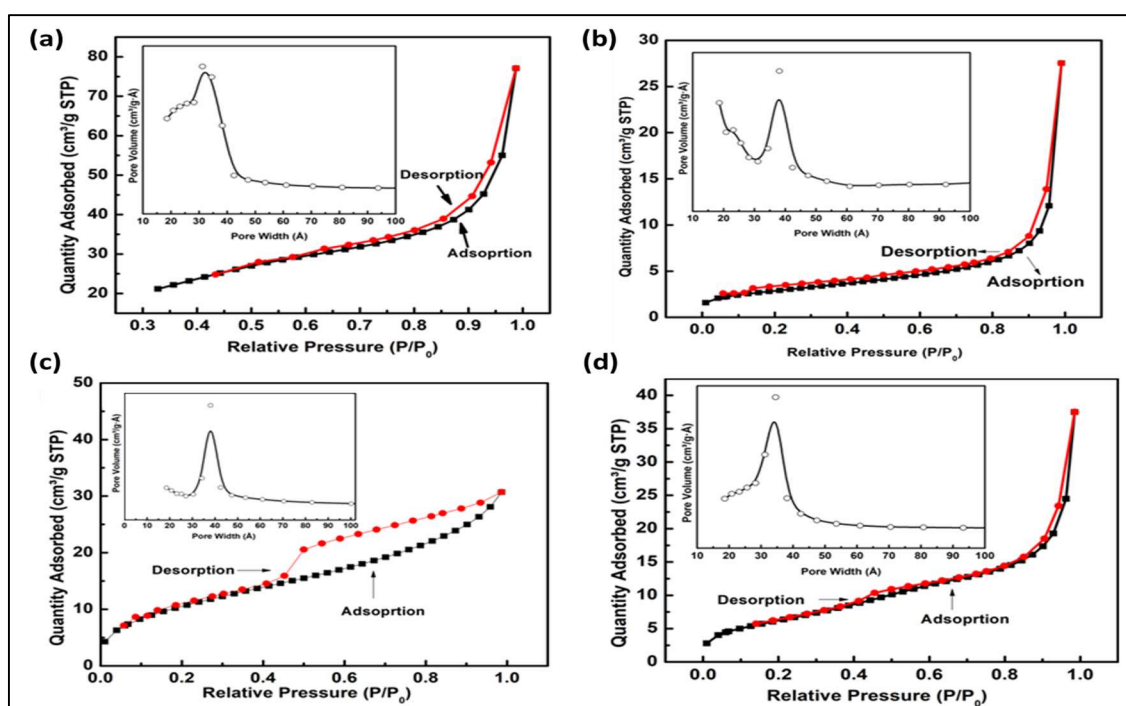 (a)
Quantity Adsorbed (cm³/g STP)
80
70
60
50
40
30
20
0.3 0.4 0.5 0.6 0.7 0.8 0.9 1.0
Relative Pressure (P/P₀)
Desorption
Adsoprtion
Pore Volume (cm³/g·Å)
10 20 30 40 50 60 70 80 90 100
Pore Width (Å)
(b)
Quantity Adsorbed (cm³/g STP)
30
25
20
15
10
5
0
0.0 0.2 0.4 0.6 0.8 1.0
Relative Pressure (P/P₀)
Desorption
Adsoprtion
Pore Volume (cm³/g·Å)
10 20 30 40 50 60 70 80 90 100
Pore Width (Å)
(c)
Quantity Adsorbed (cm³/g STP)
50
40
30
20
10
0
0.0 0.2 0.4 0.6 0.8 1.0
Relative Pressure (P/P₀)
Desorption
Adsoprtion
Pore Volume (cm³/g·Å)
0 10 20 30 40 50 60 70 80 90 100
Pore Width (Å)
(d)
Quantity Adsorbed (cm³/g STP)
40
35
30
25
20
15
10
5
0
0.0 0.2 0.4 0.6 0.8 1.0
Relative Pressure (P/P₀)
Desorption
Adsoprtion
Pore Volume (cm³/g·Å)
10 20 30 40 50 60 70 80 90 100
Pore Width (Å)